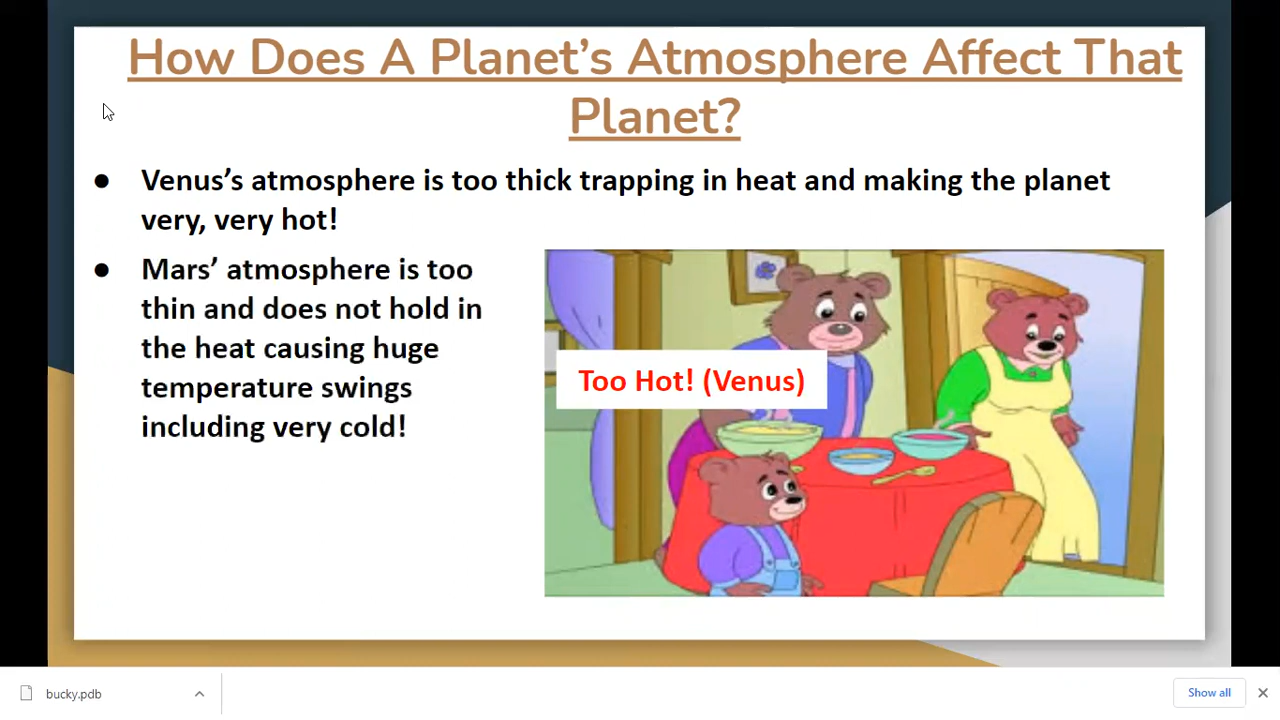 How Does A Planet's Atmosphere Affect That
Planet?
● Venus's atmosphere is too thick trapping in heat and making the planet
very, very hot!
● Mars' atmosphere is too
thin and does not hold in
the heat causing huge
temperature swings
including very cold!
Too Hot! (Venus)
bucky.pdb
Show all